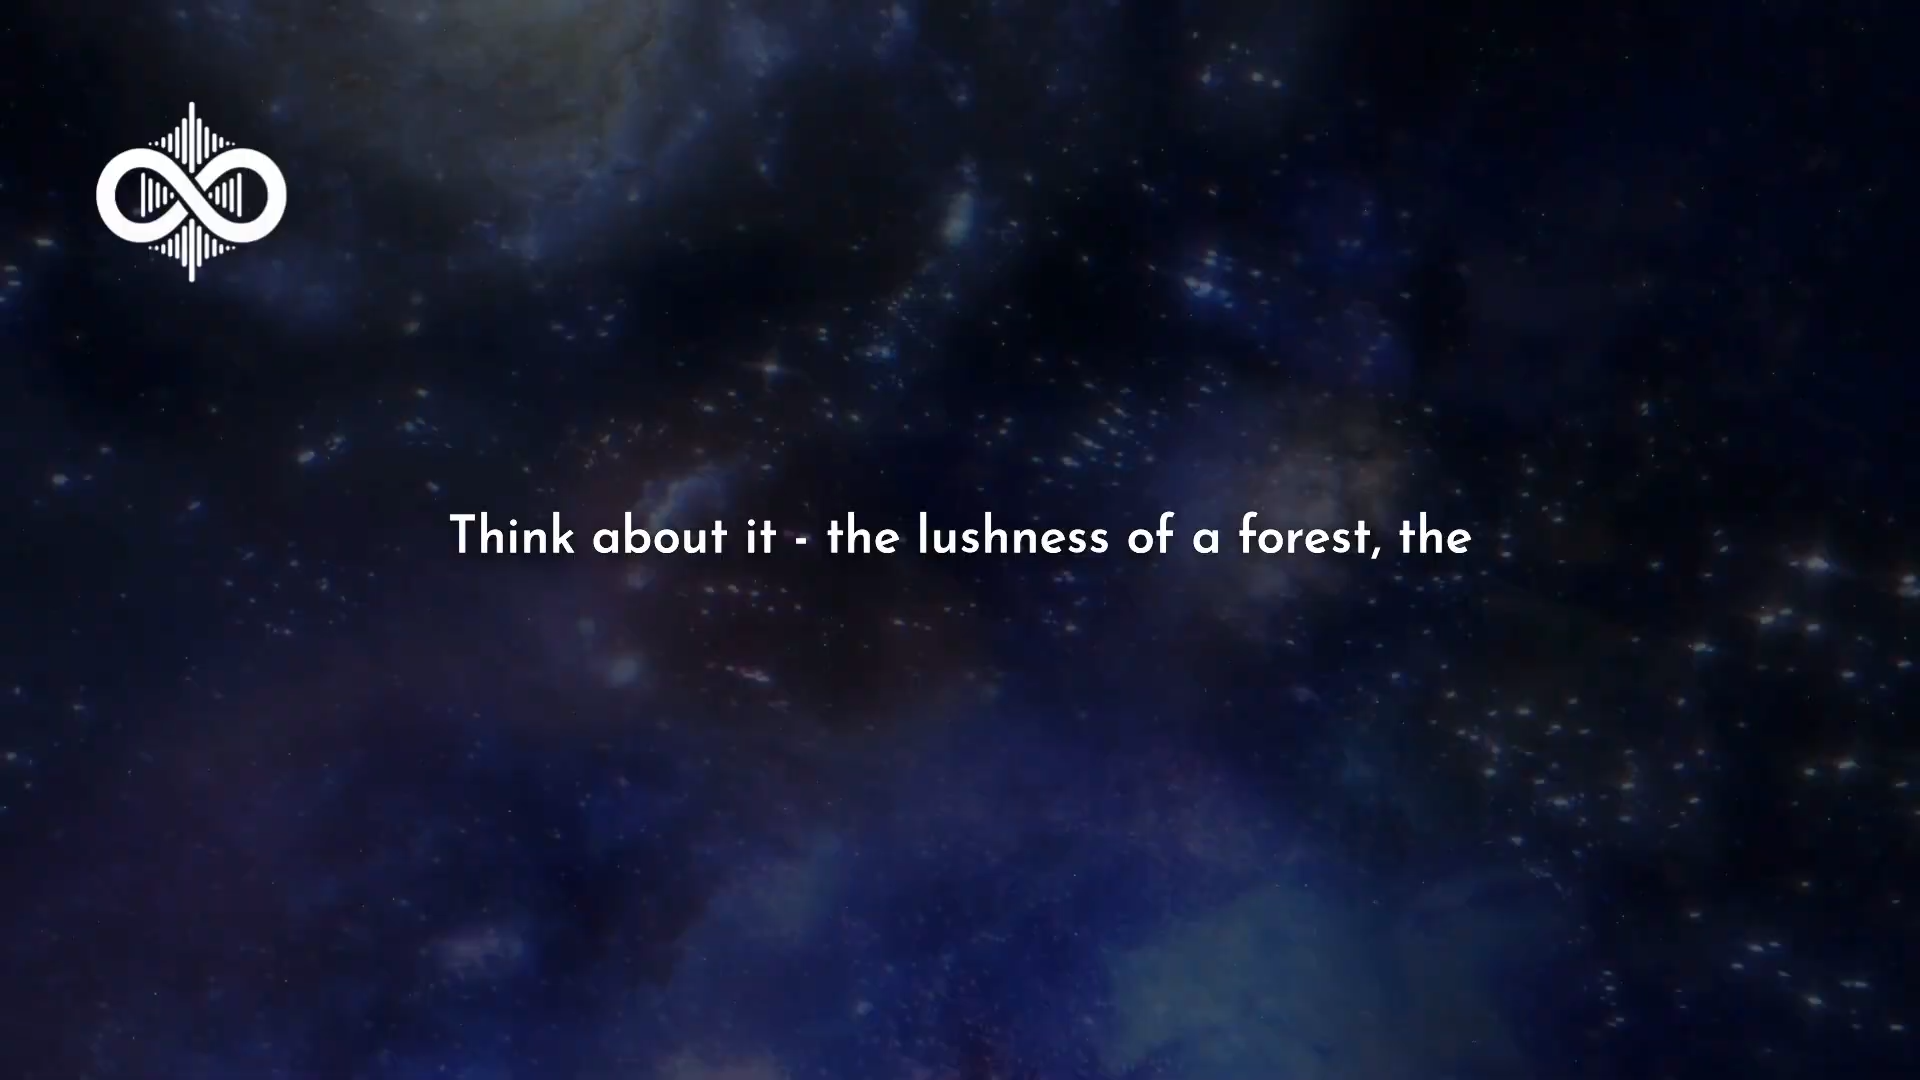 Think about it - the lushness of a forest, the